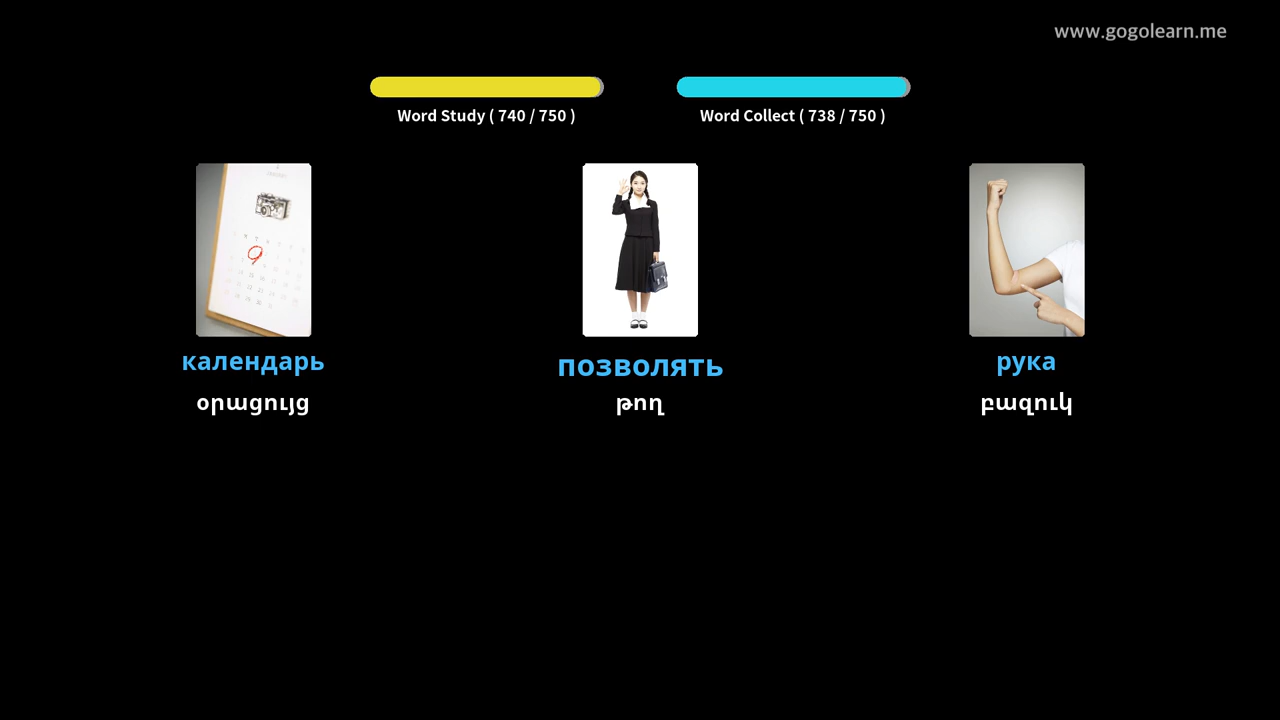 www.gogolearn.me
Word Study ( 740 / 750 )
Word Collect ( 738 / 750 )
календарь
позволять
рука
օրացույց
թող
բազուկ